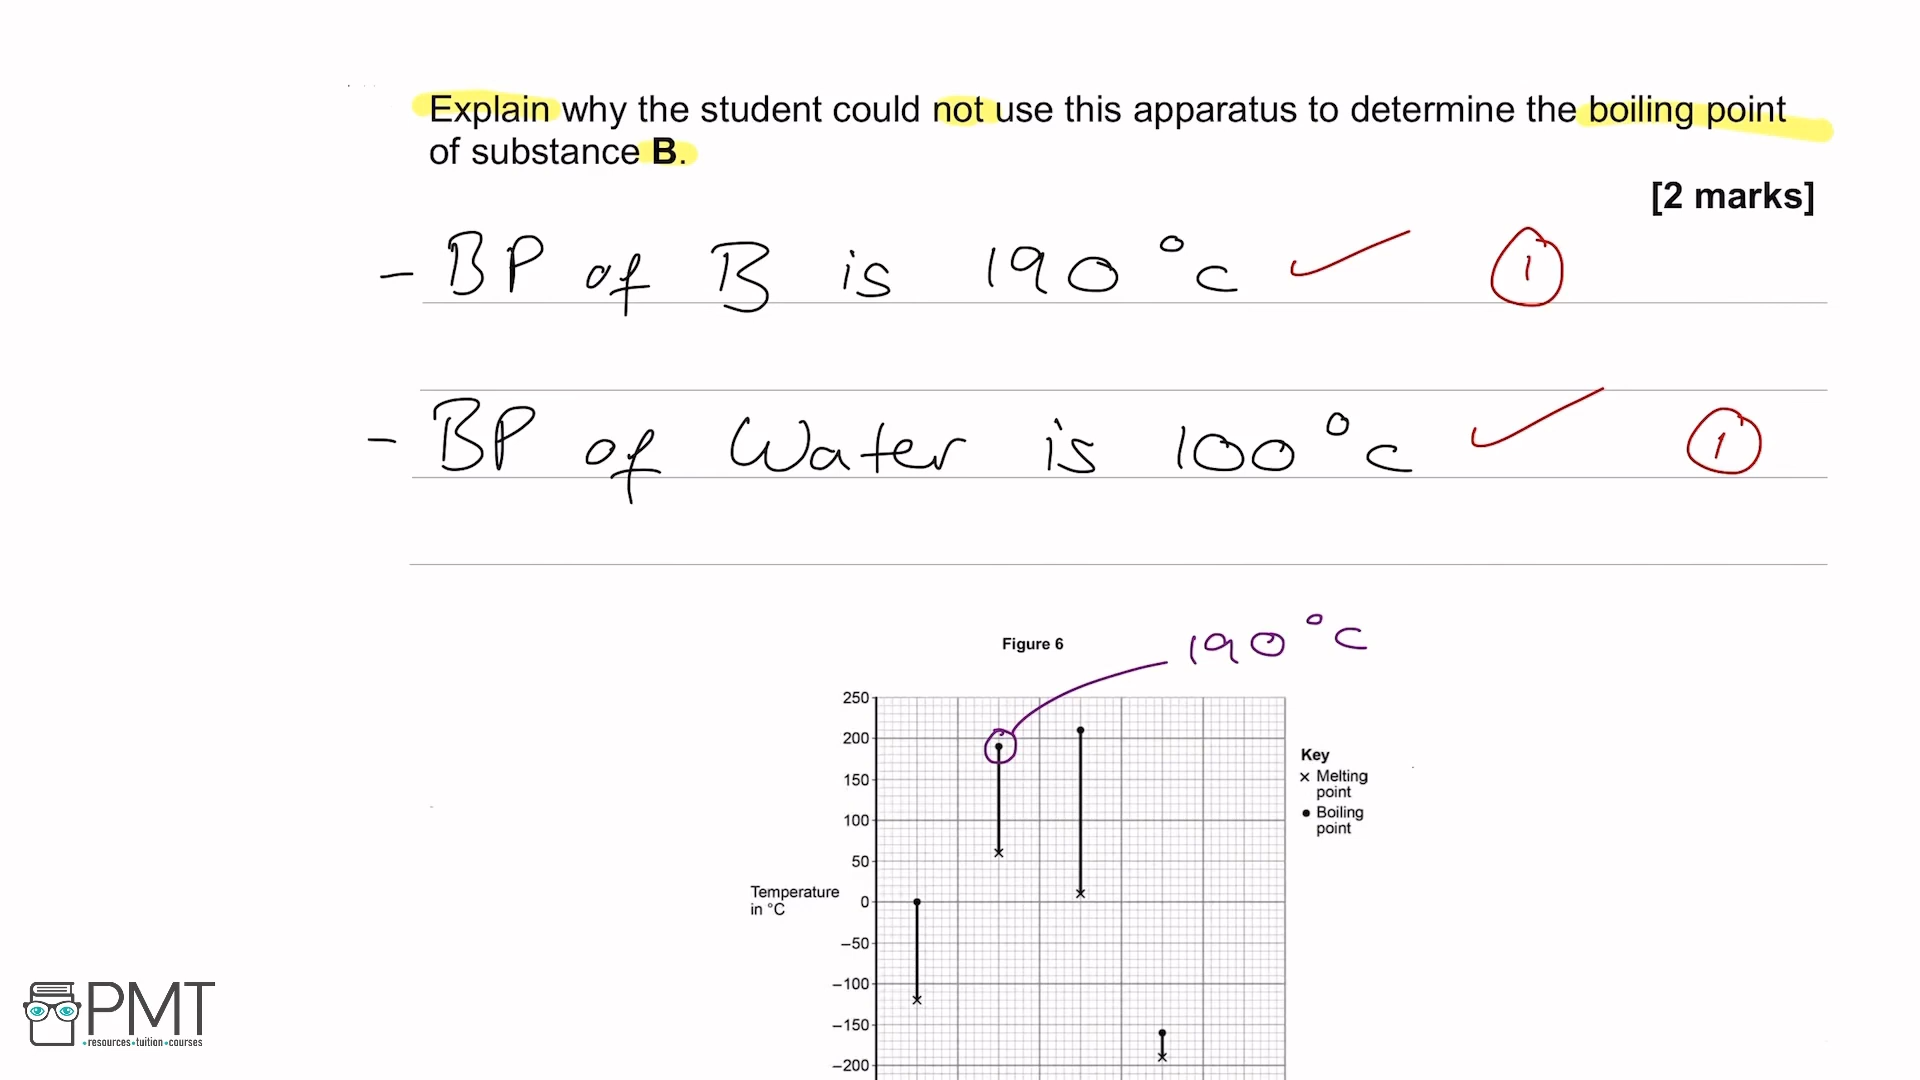 Explain why the student could not use this apparatus to determine the boiling point
of substance B.
[2 marks]
- BP of B is 190 °c ✓ 1
- BP of Water is 100 °c ✓ 1
Figure 6
190 °c
250
200
150
100
50
0
−50
−100
−150
−200
Temperature
in °C
Key
× Melting
point
● Boiling
point
PMT
•resources•tuition•courses